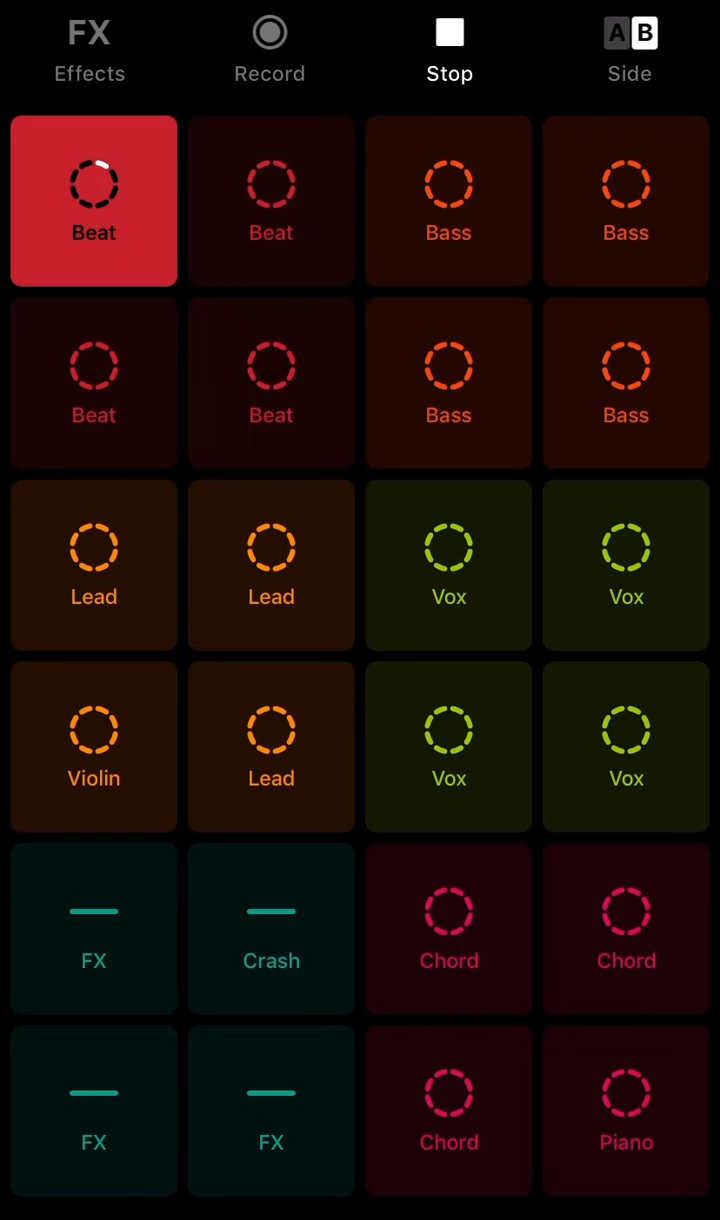 FX
Effects
Record
Stop
A B
Side
Beat
Beat
Bass
Bass
Beat
Beat
Bass
Bass
Lead
Lead
Vox
Vox
Violin
Lead
Vox
Vox
FX
Crash
Chord
Chord
FX
FX
Chord
Piano